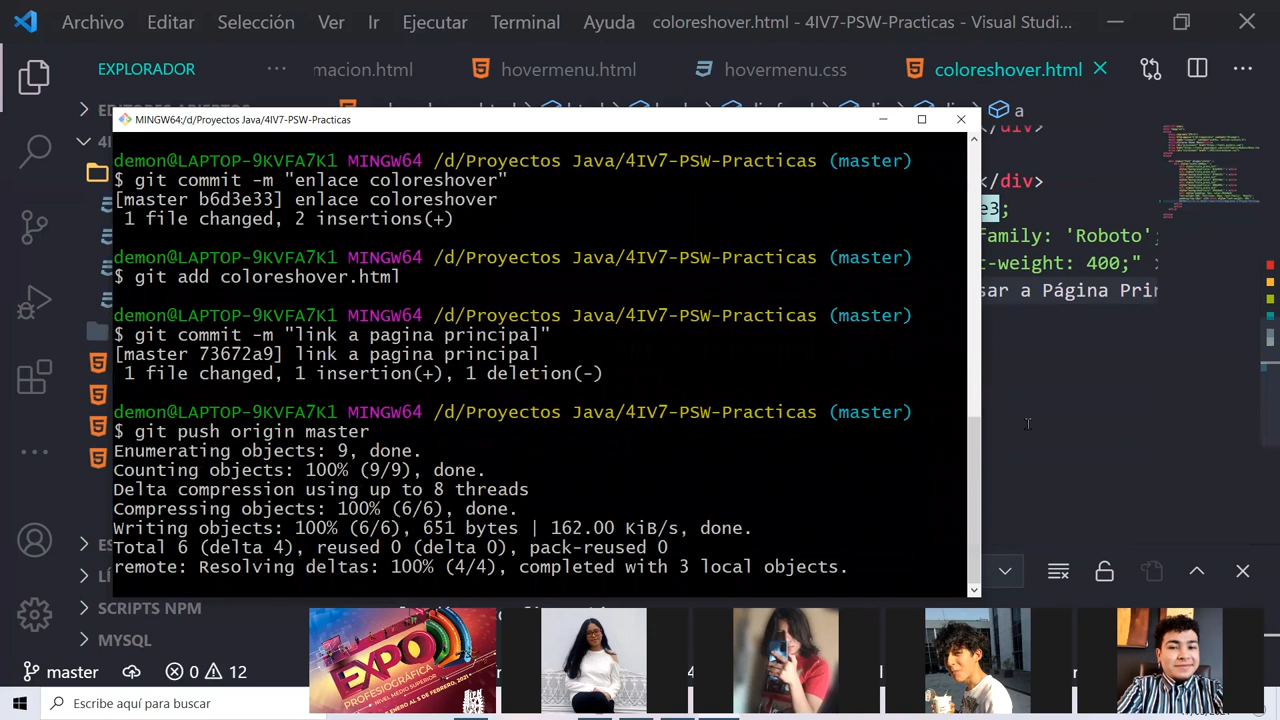 Archivo Editar Selección Ver Ir Ejecutar Terminal Ayuda coloreshover.html - 4IV7-PSW-Practicas - Visual Studi...
EXPLORADOR ··· macion.html hovermenu.html hovermenu.css coloreshover.html ···
a
MINGW64:/d/Proyectos Java/4IV7-PSW-Practicas
demon@LAPTOP-9KVFA7K1 MINGW64 /d/Proyectos Java/4IV7-PSW-Practicas (master)
$ git commit -m "enlace coloreshover"
[master b6d3e33] enlace coloreshover
1 file changed, 2 insertions(+)
demon@LAPTOP-9KVFA7K1 MINGW64 /d/Proyectos Java/4IV7-PSW-Practicas (master)
$ git add coloreshover.html
demon@LAPTOP-9KVFA7K1 MINGW64 /d/Proyectos Java/4IV7-PSW-Practicas (master)
$ git commit -m "link a pagina principal"
[master 73672a9] link a pagina principal
1 file changed, 1 insertion(+), 1 deletion(-)
demon@LAPTOP-9KVFA7K1 MINGW64 /d/Proyectos Java/4IV7-PSW-Practicas (master)
$ git push origin master
Enumerating objects: 9, done.
Counting objects: 100% (9/9), done.
Delta compression using up to 8 threads
Compressing objects: 100% (6/6), done.
Writing objects: 100% (6/6), 651 bytes | 162.00 KiB/s, done.
Total 6 (delta 4), reused 0 (delta 0), pack-reused 0
remote: Resolving deltas: 100% (4/4), completed with 3 local objects.
</div>
e3;
Family: 'Roboto';
t-weight: 400;" >
sar a Página Prin
SCRIPTS NPM
MYSQL
master 0 12
EXPO
PROFESIOGRÁFICA
NIVEL MEDIO SUPERIOR
Escribe aquí para buscar